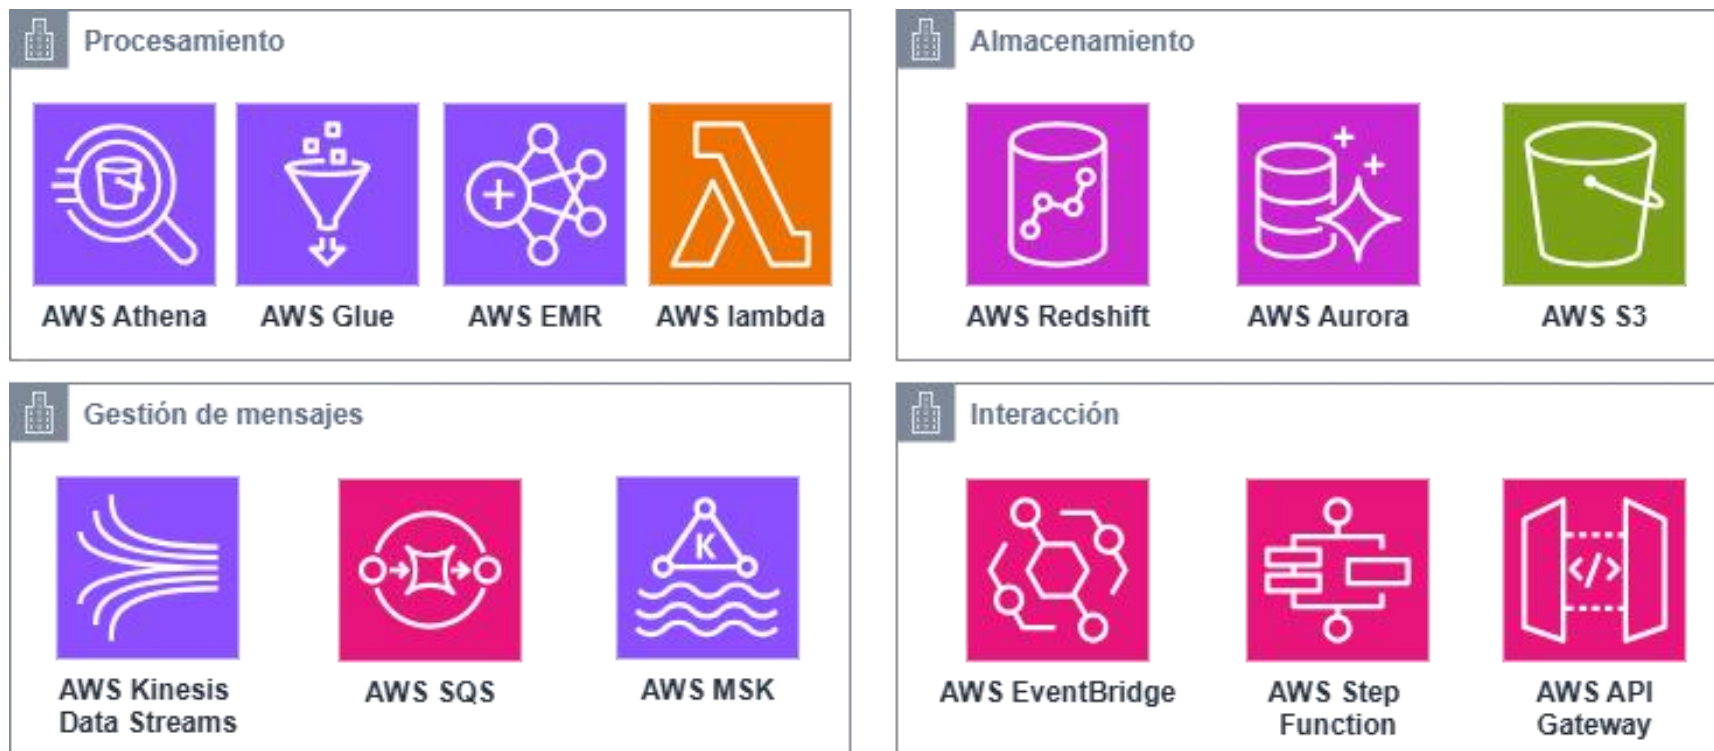 Procesamiento
AWS Athena
AWS Glue
AWS EMR
AWS lambda
Almacenamiento
AWS Redshift
AWS Aurora
AWS S3
Gestión de mensajes
AWS Kinesis
Data Streams
AWS SQS
K
AWS MSK
Interacción
AWS EventBridge
AWS Step
Function
</>
AWS API
Gateway